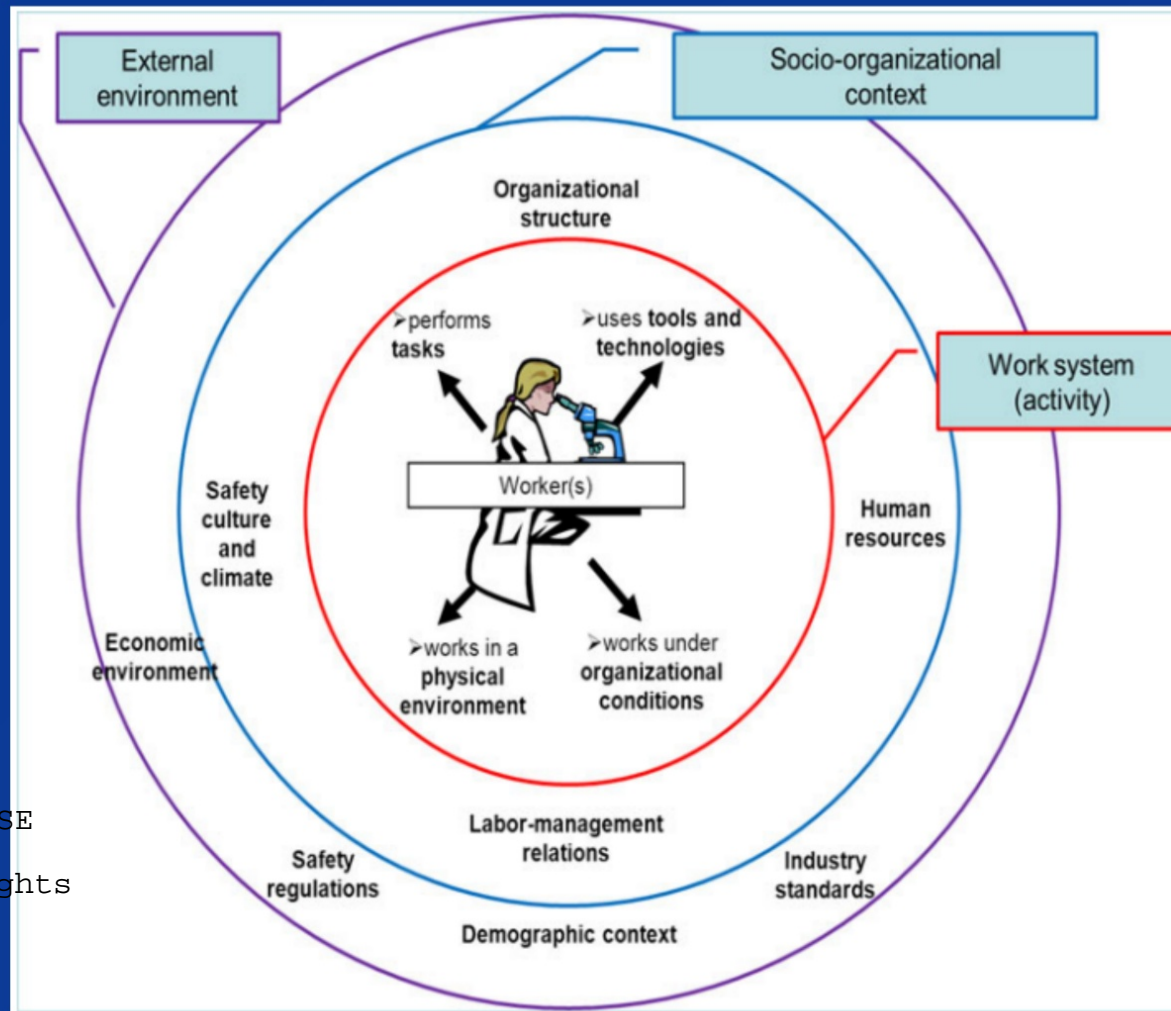 External
environment
Socio-organizational
context
Organizational
structure
➢performs
tasks
➢uses tools and
technologies
Work system
(activity)
Worker(s)
Safety
culture
and
climate
Human
resources
Economic
environment
➢works in a
physical
environment
➢works under
organizational
conditions
Labor-management
relations
Safety
regulations
Industry
standards
Demographic context